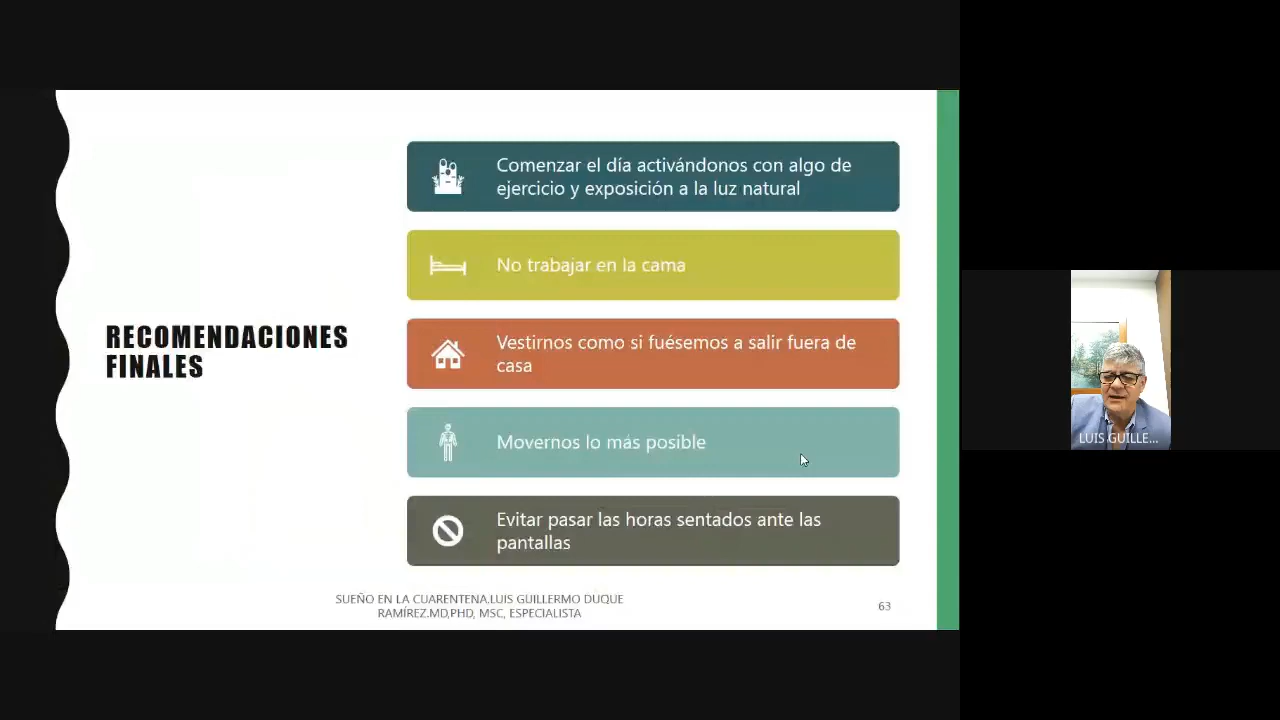 RECOMENDACIONES
FINALES
Comenzar el día activándonos con algo de
ejercicio y exposición a la luz natural
No trabajar en la cama
Vestirnos como si fuésemos a salir fuera de
casa
Movernos lo más posible
Evitar pasar las horas sentados ante las
pantallas
SUEÑO EN LA CUARENTENA.LUIS GUILLERMO DUQUE
RAMÍREZ.MD,PHD, MSC, ESPECIALISTA
63
LUIS GUILLE...